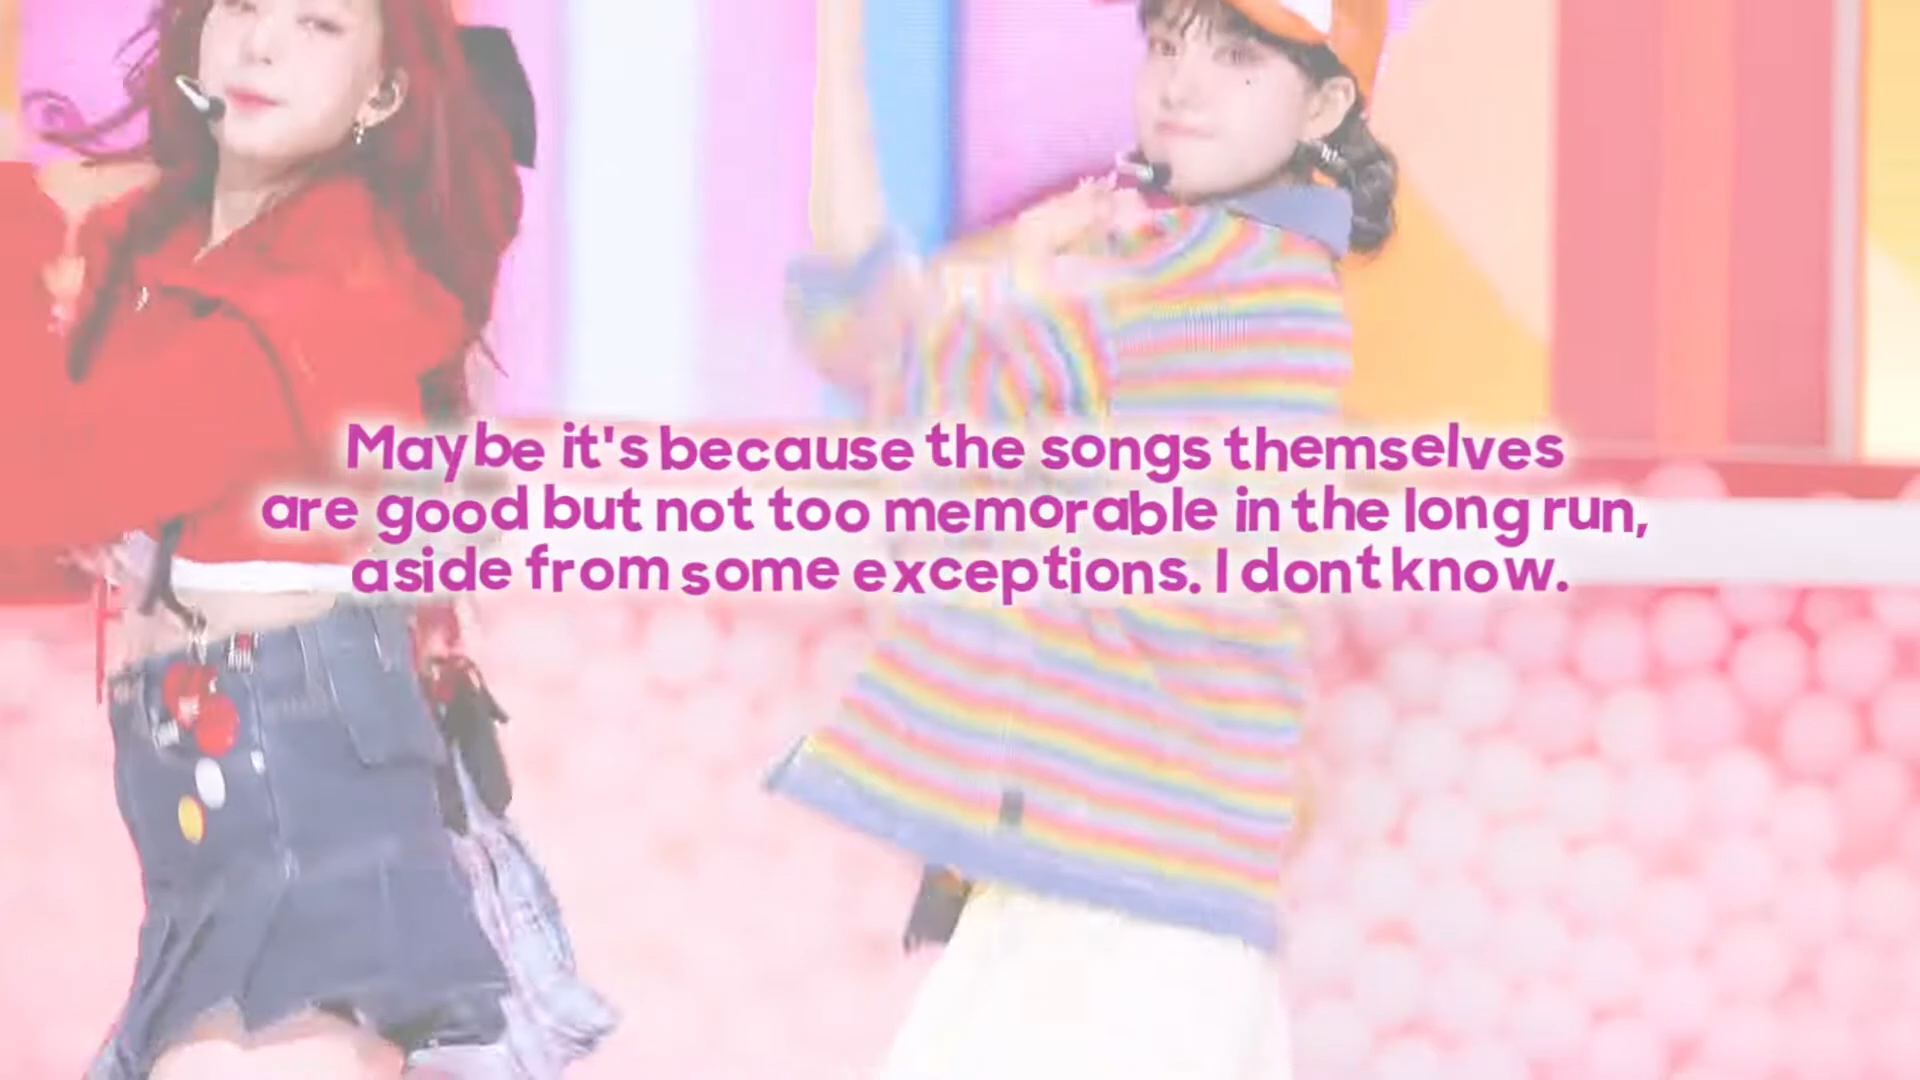 Maybe it's because the songs themselves
are good but not too memorable in the long run,
aside from some exceptions. I dont know.